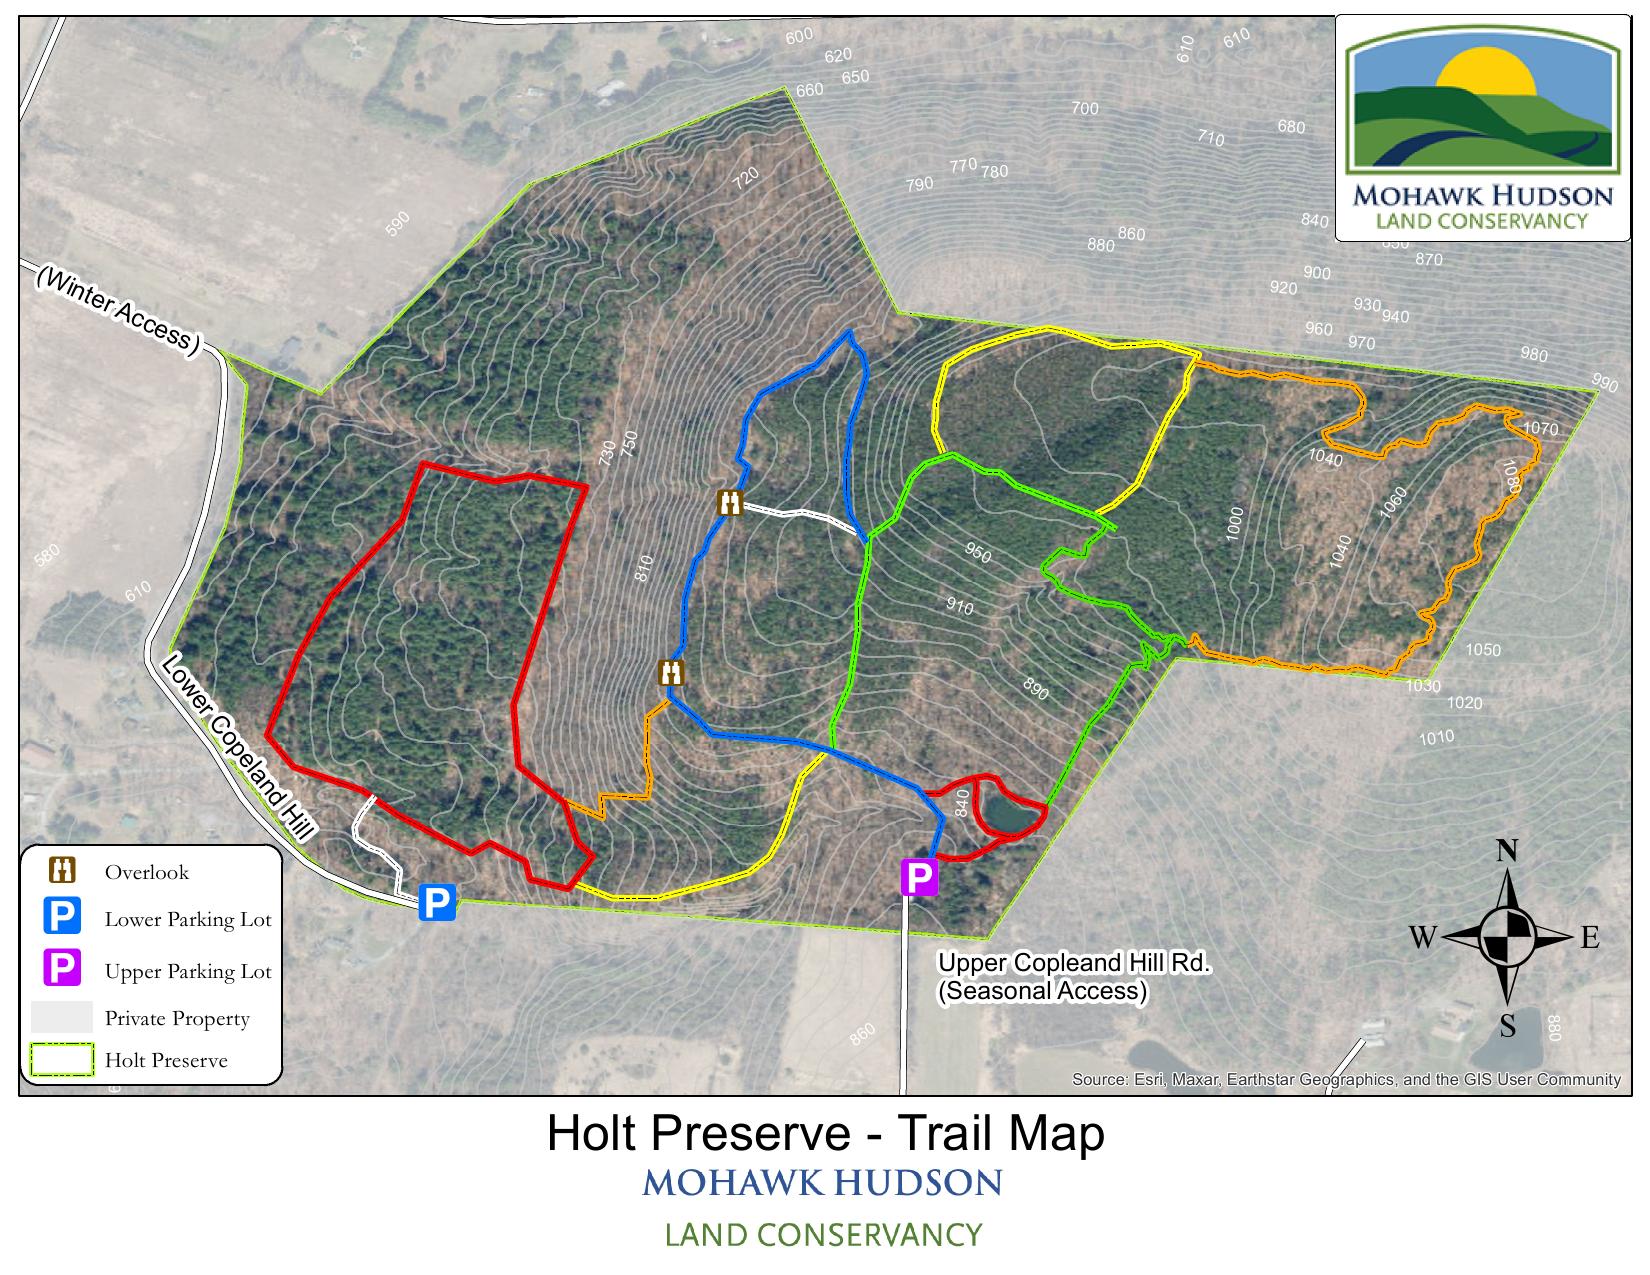 600
620
650
660
610
610
700
680
710
720
770
780
790
590
840
860
880
850
870
900
920
930
940
960
970
980
990
MOHAWK HUDSON
LAND CONSERVANCY
(Winter Access)
730
750
1070
1040
1080
1060
1000
1040
950
810
910
580
610
890
1050
1030
1020
1010
Lower Copeland Hill
840
P
P
Overlook
P
Lower Parking Lot
P
Upper Parking Lot
Private Property
Holt Preserve
Upper Copleand Hill Rd.
(Seasonal Access)
860
880
N
W
E
S
Source: Esri, Maxar, Earthstar Geographics, and the GIS User Community
Holt Preserve - Trail Map
MOHAWK HUDSON
LAND CONSERVANCY